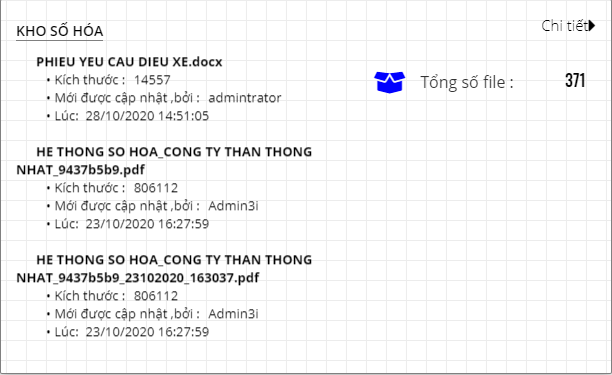 KHO SỐ HÓA
Chi tiết
PHIEU YEU CAU DIEU XE.docx
• Kích thước : 14557
• Mới được cập nhật ,bởi : admintrator
• Lúc: 28/10/2020 14:51:05
Tổng số file : 371
HE THONG SO HOA_CONG TY THAN THONG
NHAT_9437b5b9.pdf
• Kích thước : 806112
• Mới được cập nhật ,bởi : Admin3i
• Lúc: 23/10/2020 16:27:59
HE THONG SO HOA_CONG TY THAN THONG
NHAT_9437b5b9_23102020_163037.pdf
• Kích thước : 806112
• Mới được cập nhật ,bởi : Admin3i
• Lúc: 23/10/2020 16:27:59